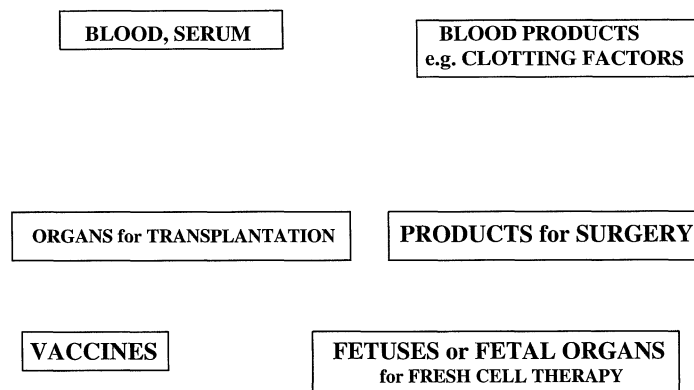 BLOOD, SERUM
BLOOD PRODUCTS
e.g. CLOTTING FACTORS
ORGANS for TRANSPLANTATION
PRODUCTS for SURGERY
VACCINES
FETUSES or FETAL ORGANS
for FRESH CELL THERAPY